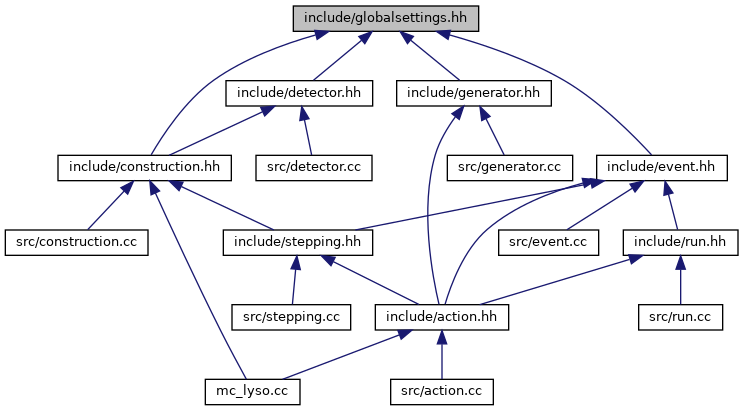 include/globalsettings.hh
include/detector.hh
include/generator.hh
include/construction.hh
src/detector.cc
src/generator.cc
include/event.hh
src/construction.cc
include/stepping.hh
src/event.cc
include/run.hh
src/stepping.cc
include/action.hh
src/run.cc
mc_lyso.cc
src/action.cc